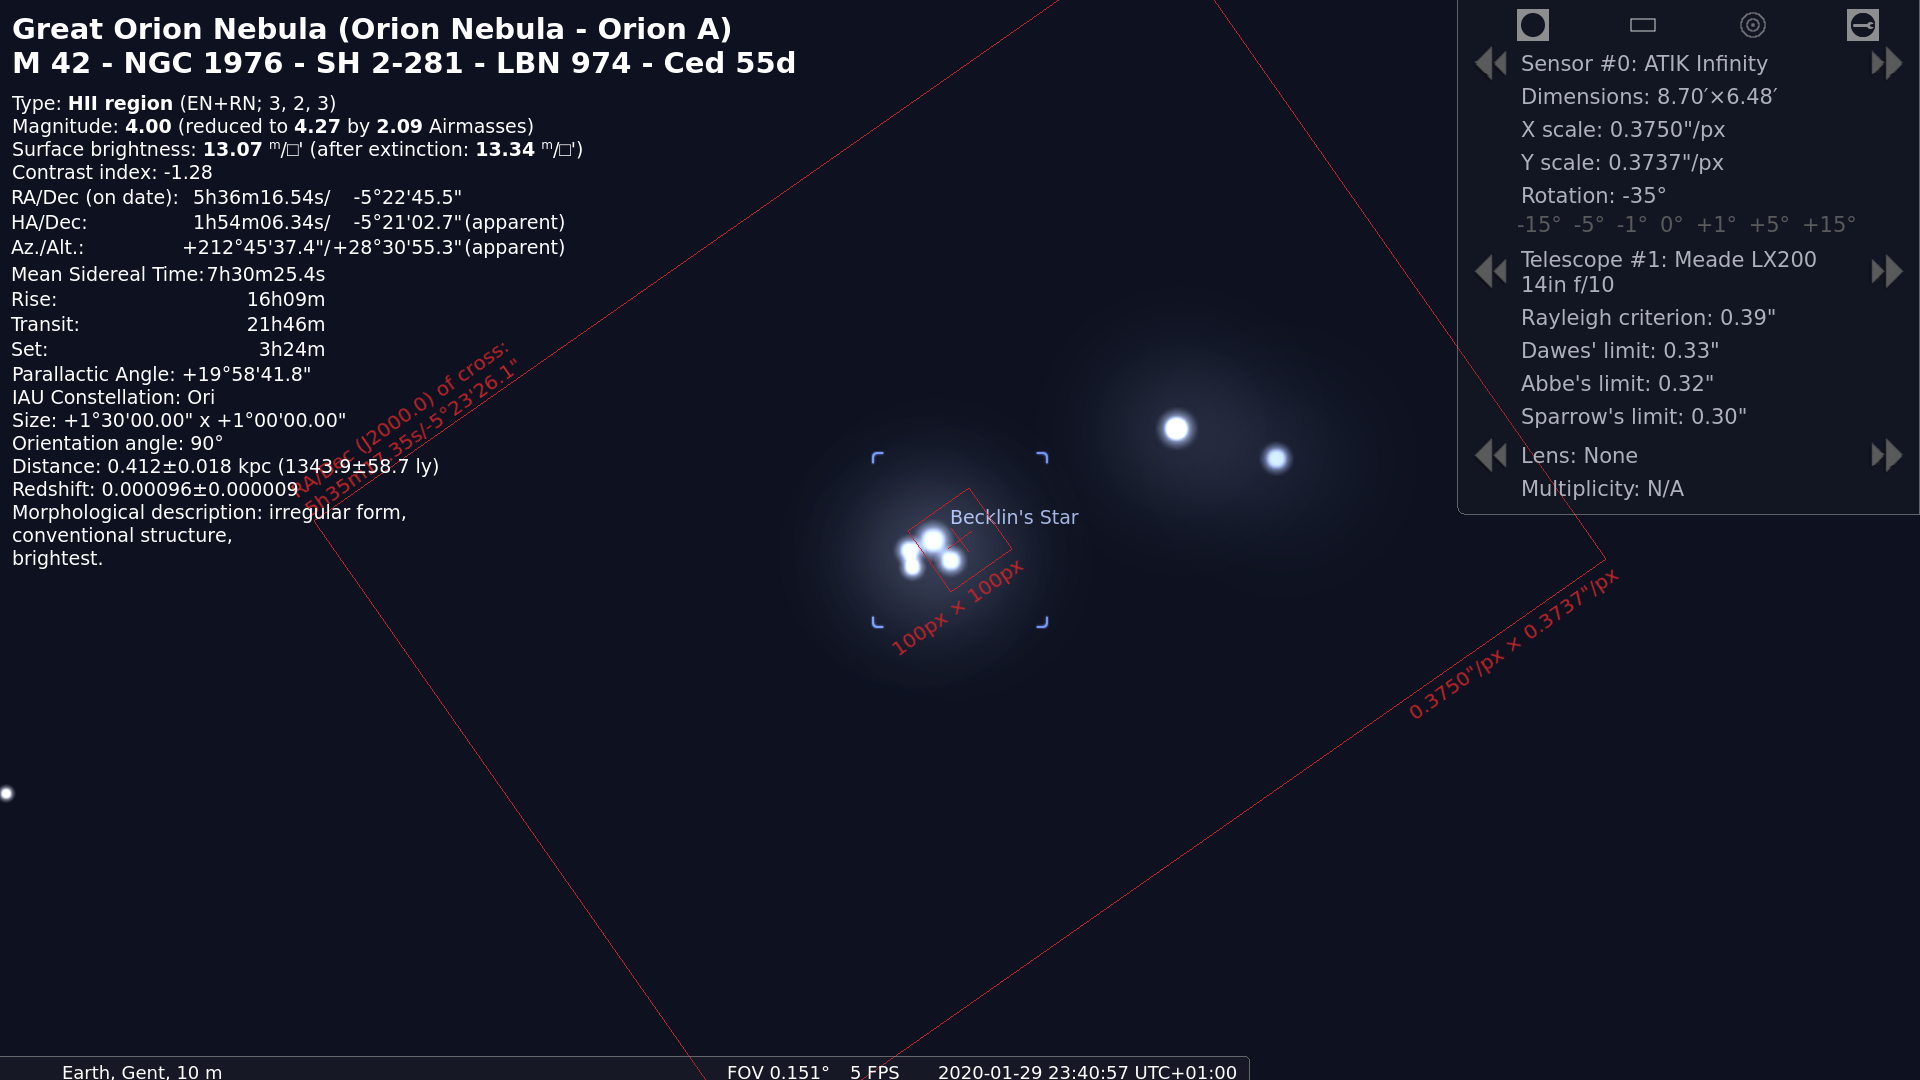 Great Orion Nebula (Orion Nebula - Orion A)
M 42 - NGC 1976 - SH 2-281 - LBN 974 - Ced 55d
Type: HII region (EN+RN; 3, 2, 3)
Magnitude: 4.00 (reduced to 4.27 by 2.09 Airmasses)
Surface brightness: 13.07 ᵐ/□' (after extinction: 13.34 ᵐ/□')
Contrast index: -1.28
RA/Dec (on date): 5h36m16.54s/ -5°22'45.5"
HA/Dec: 1h54m06.34s/ -5°21'02.7" (apparent)
Az./Alt.: +212°45'37.4"/+28°30'55.3" (apparent)
Mean Sidereal Time: 7h30m25.4s
Rise: 16h09m
Transit: 21h46m
Set: 3h24m
Parallactic Angle: +19°58'41.8"
IAU Constellation: Ori
Size: +1°30'00.00" x +1°00'00.00"
Orientation angle: 90°
Distance: 0.412±0.018 kpc (1343.9±58.7 ly)
Redshift: 0.000096±0.000009
Morphological description: irregular form,
conventional structure,
brightest.
RA/Dec (J2000.0) of cross:
5h35m17.35s/-5°23'26.1"
Becklin's Star
100px × 100px
0.3750"/px × 0.3737"/px
Sensor #0: ATIK Infinity
Dimensions: 8.70′×6.48′
X scale: 0.3750"/px
Y scale: 0.3737"/px
Rotation: -35°
-15° -5° -1° 0° +1° +5° +15°
Telescope #1: Meade LX200
14in f/10
Rayleigh criterion: 0.39"
Dawes' limit: 0.33"
Abbe's limit: 0.32"
Sparrow's limit: 0.30"
Lens: None
Multiplicity: N/A
Earth, Gent, 10 m FOV 0.151° 5 FPS 2020-01-29 23:40:57 UTC+01:00